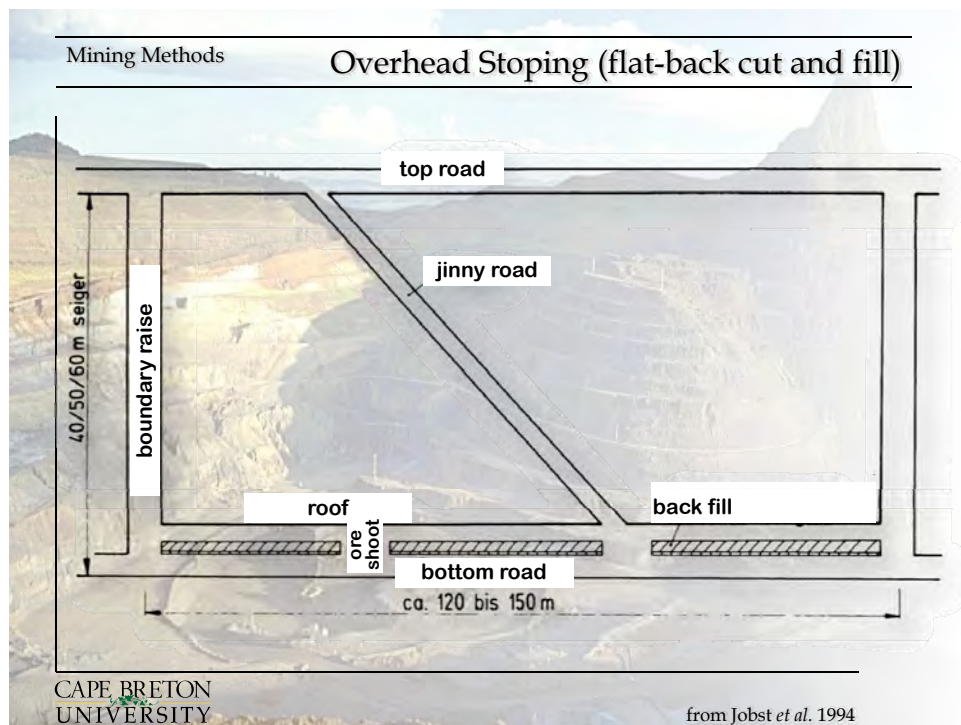 Mining Methods
Overhead Stoping (flat-back cut and fill)
top road
jinny road
40/50/60 m seiger
boundary raise
roof
back fill
ore
shoot
bottom road
ca. 120 bis 150 m
CAPE BRETON
UNIVERSITY
from Jobst et al. 1994